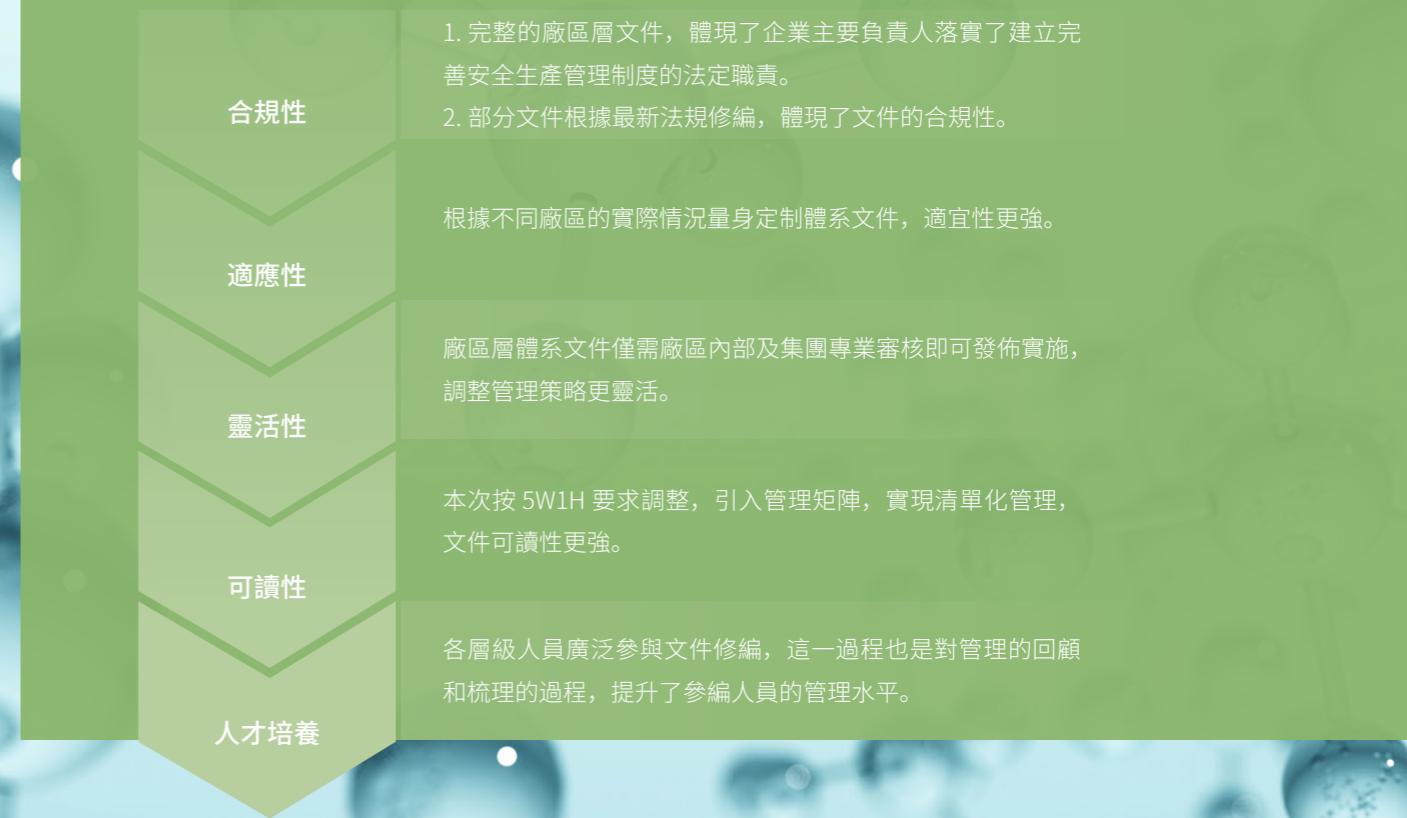 合規性
1. 完整的廠區層文件，體現了企業主要負責人落實了建立完
善安全生產管理制度的法定職責。
2. 部分文件根據最新法規修編，體現了文件的合規性。
適應性
根據不同廠區的實際情況量身定制體系文件，適宜性更強。
靈活性
廠區層體系文件僅需廠區內部及集團專業審核即可發佈實施，
調整管理策略更靈活。
可讀性
本次按 5W1H 要求調整，引入管理矩陣，實現清單化管理，
文件可讀性更強。
人才培養
各層級人員廣泛參與文件修編，這一過程也是對管理的回顧
和梳理的過程，提升了參編人員的管理水平。